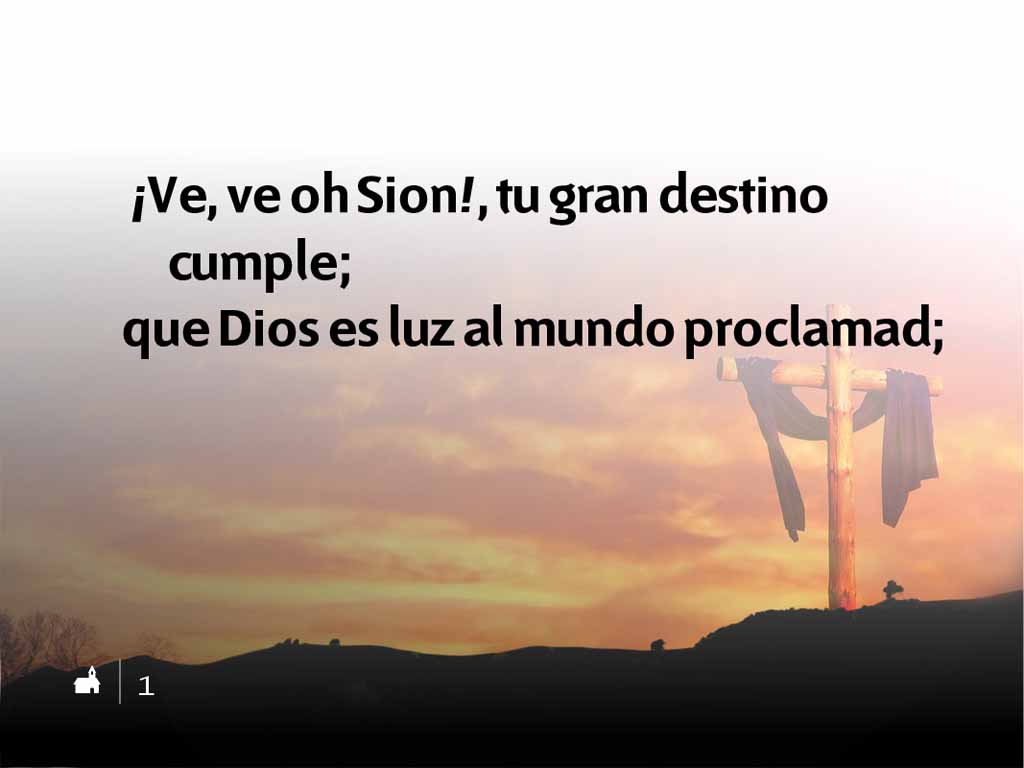 ¡Ve, ve oh Sion!, tu gran destino
cumple;
que Dios es luz al mundo proclamad;
1